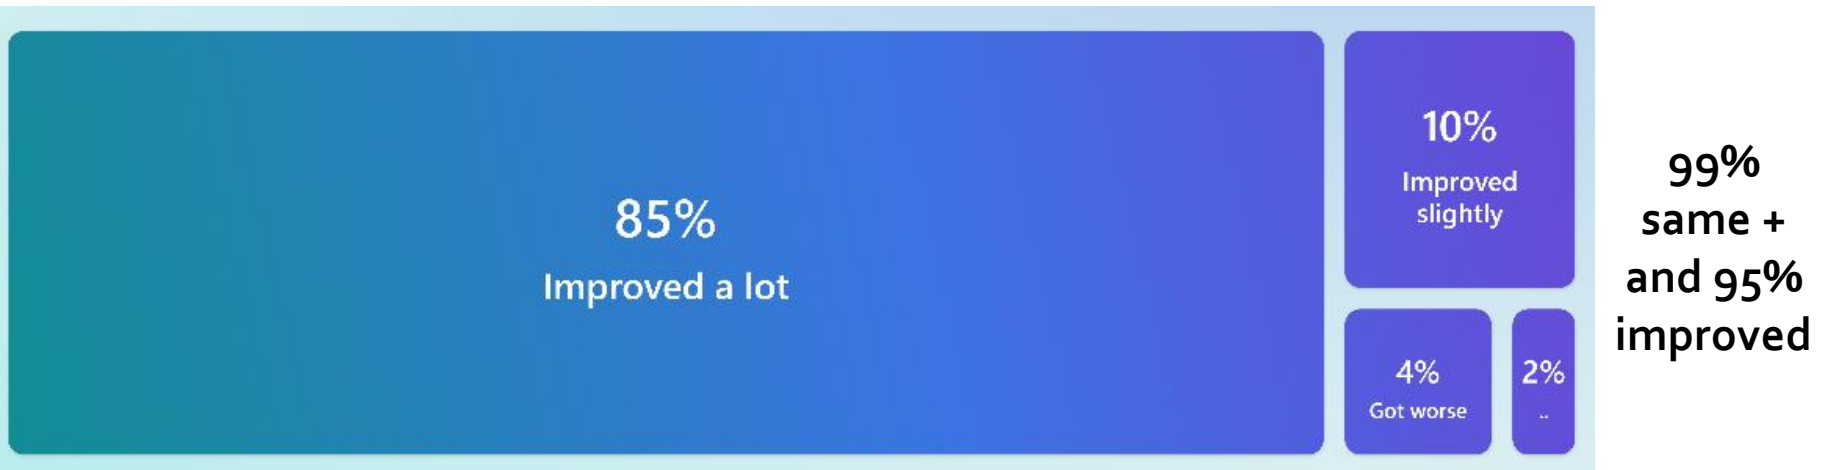 85%
Improved a lot
10%
Improved
slightly
4%
Got worse
2%
..
99%
same +
and 95%
improved